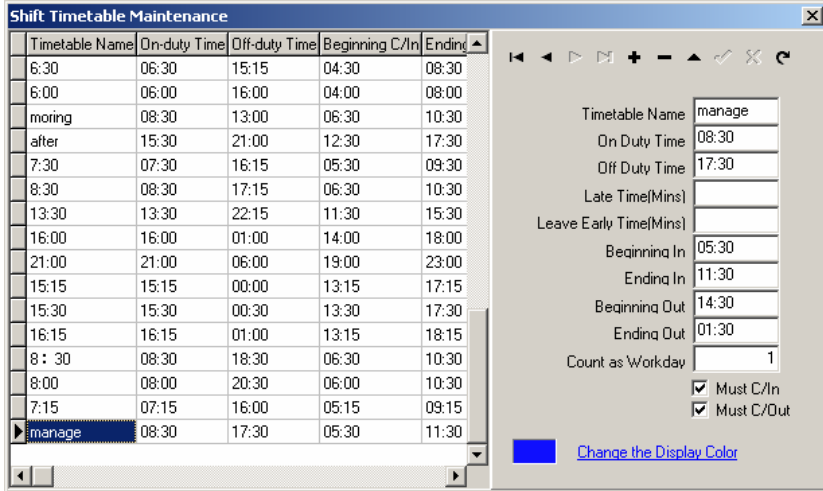 Shift Timetable Maintenance
Timetable Name On-duty Time Off-duty Time Beginning C/In Ending
6:30 06:30 15:15 04:30 08:30
6:00 06:00 16:00 04:00 08:00
moring 08:30 13:00 06:30 10:30
after 15:30 21:00 12:30 17:30
7:30 07:30 16:15 05:30 09:30
8:30 08:30 17:15 06:30 10:30
13:30 13:30 22:15 11:30 15:30
16:00 16:00 01:00 14:00 18:00
21:00 21:00 06:00 19:00 23:00
15:15 15:15 00:00 13:15 17:15
15:30 15:30 00:30 13:30 17:30
16:15 16:15 01:00 13:15 18:15
8：30 08:30 18:30 06:30 10:30
8:00 08:00 20:30 06:00 10:30
7:15 07:15 16:00 05:15 09:15
manage 08:30 17:30 05:30 11:30
Timetable Name manage
On Duty Time 08:30
Off Duty Time 17:30
Late Time(Mins)
Leave Early Time(Mins)
Beginning In 05:30
Ending In 11:30
Beginning Out 14:30
Ending Out 01:30
Count as Workday 1
Must C/In
Must C/Out
Change the Display Color